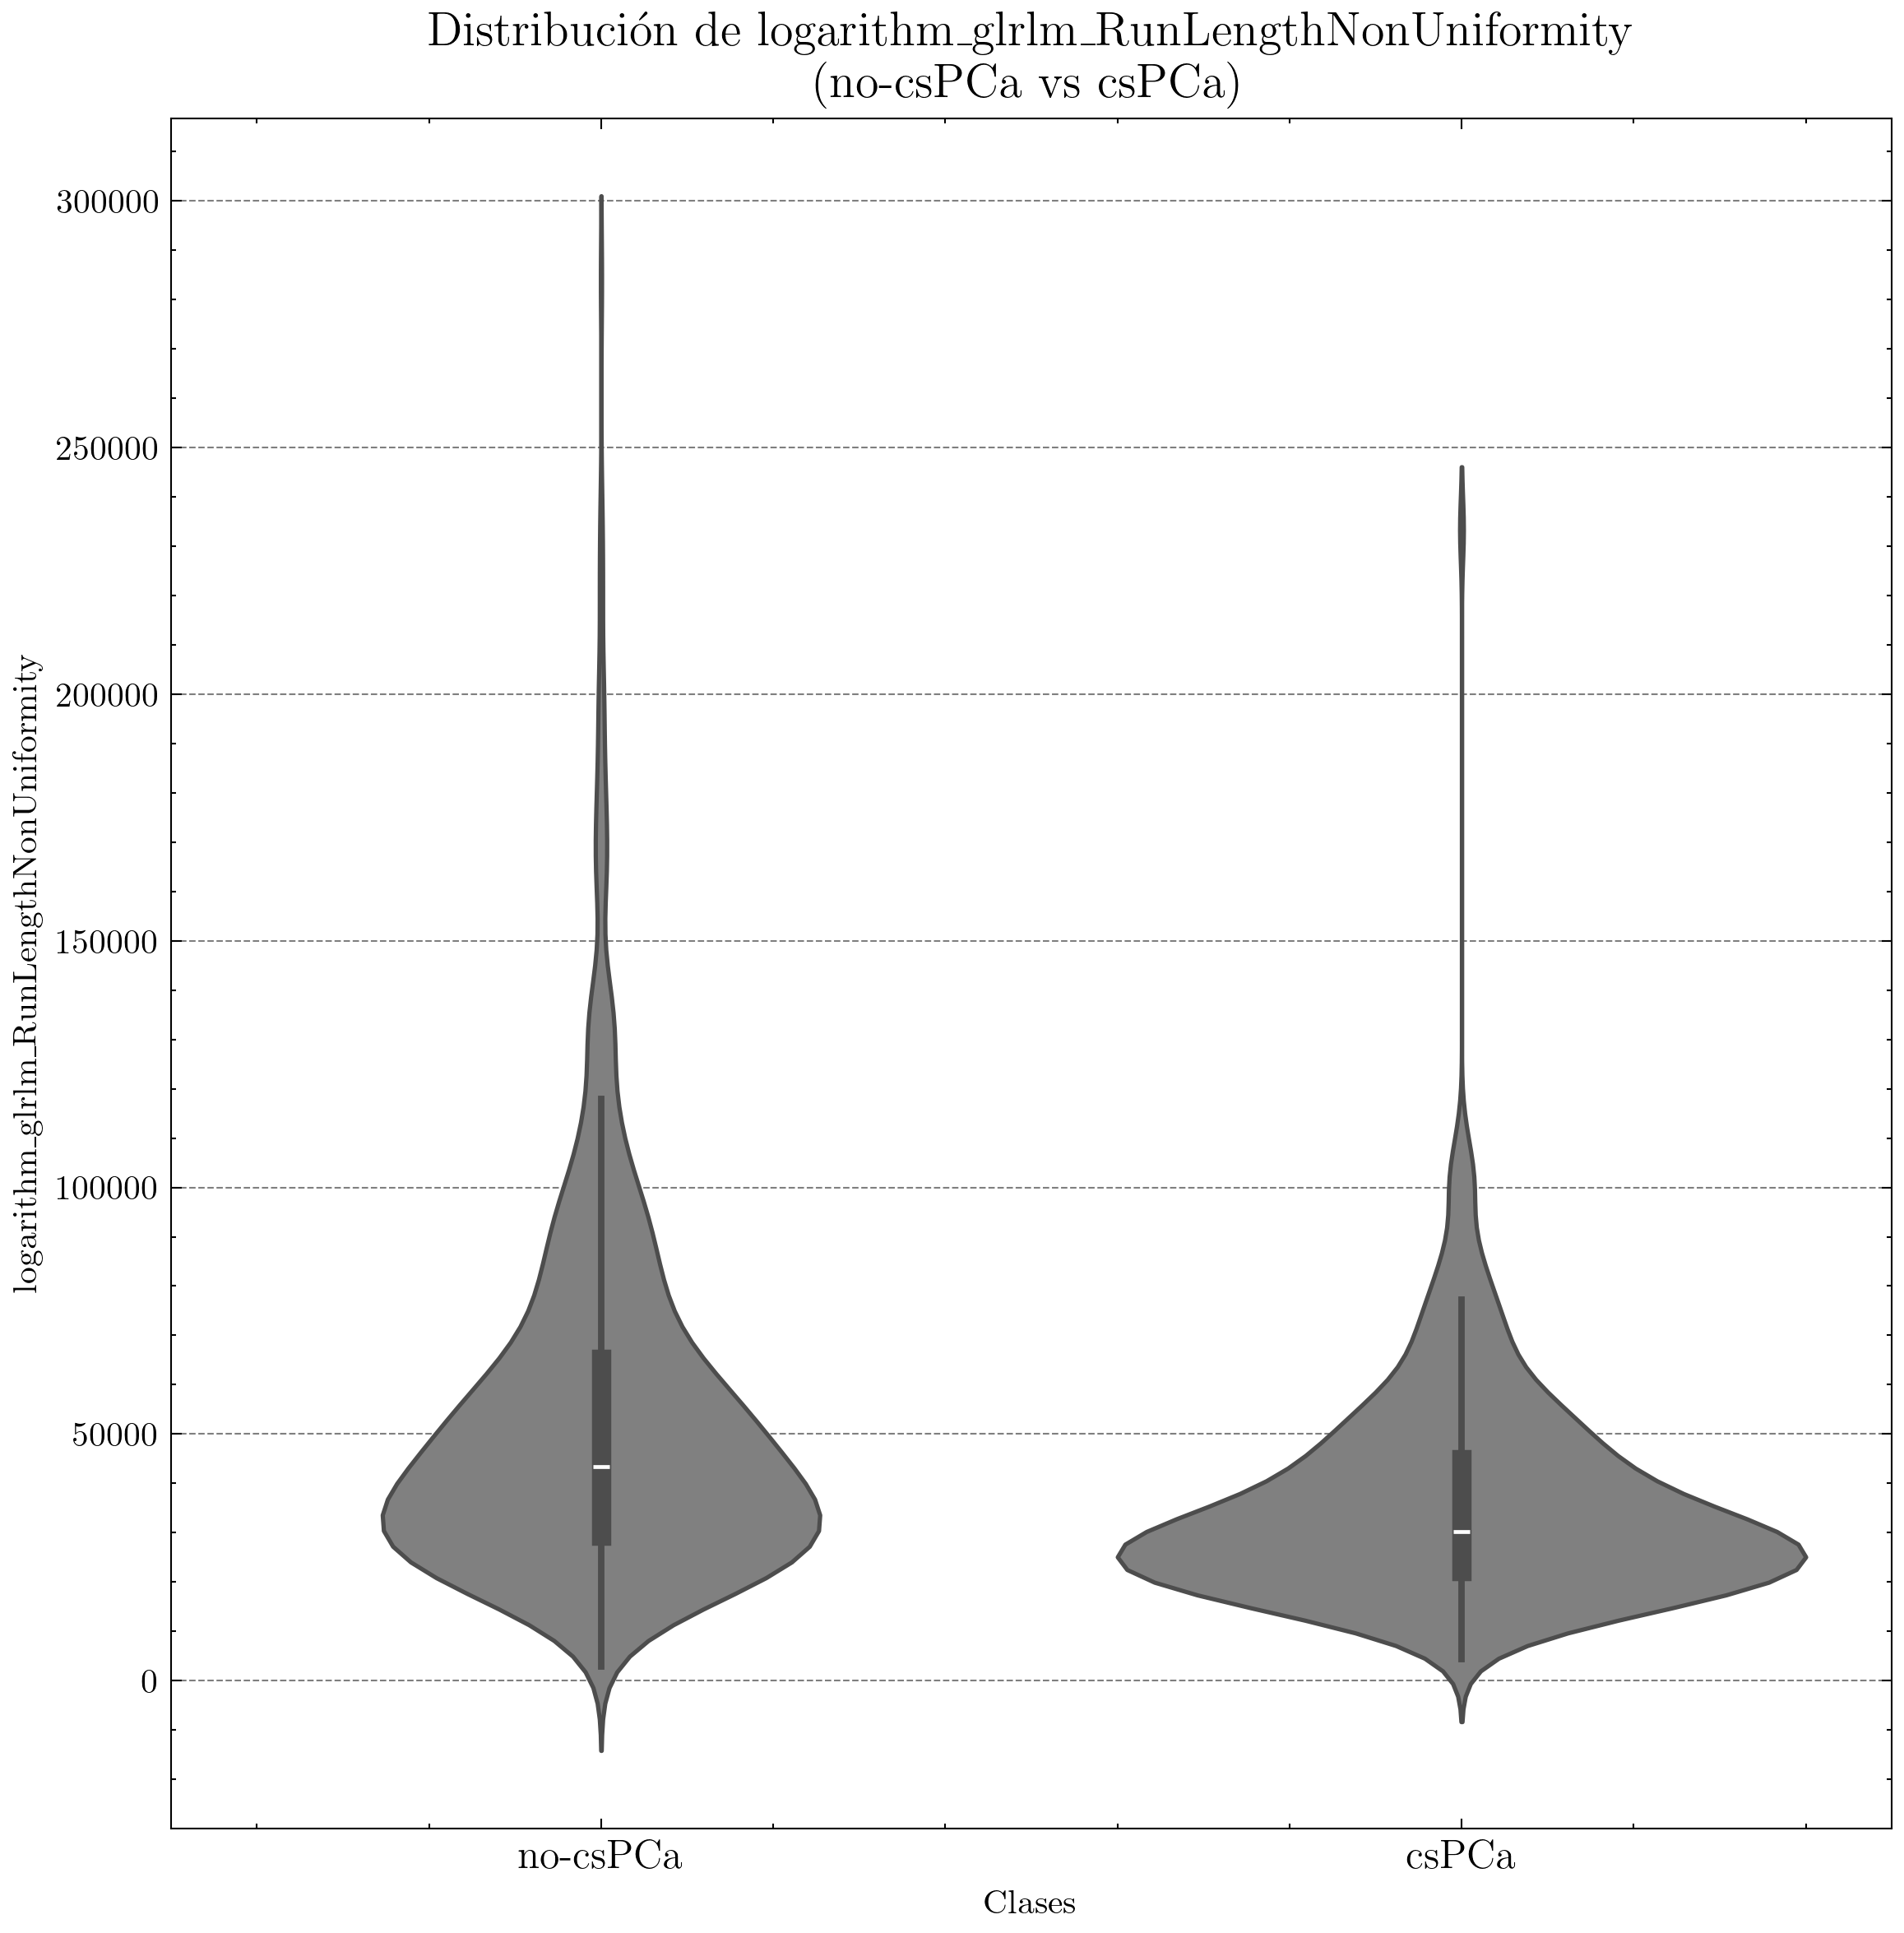 Distribución de logarithm_glrlm_RunLengthNonUniformity
(no-csPCa vs csPCa)
300000
250000
200000
150000
100000
50000
0
logarithm_glrlm_RunLengthNonUniformity
no-csPCa
csPCa
Clases